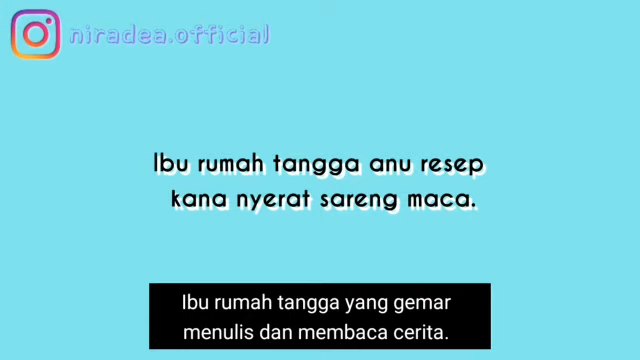 niradea.official
Ibu rumah tangga anu resep
kana nyerat sareng maca.
Ibu rumah tangga yang gemar
menulis dan membaca cerita.